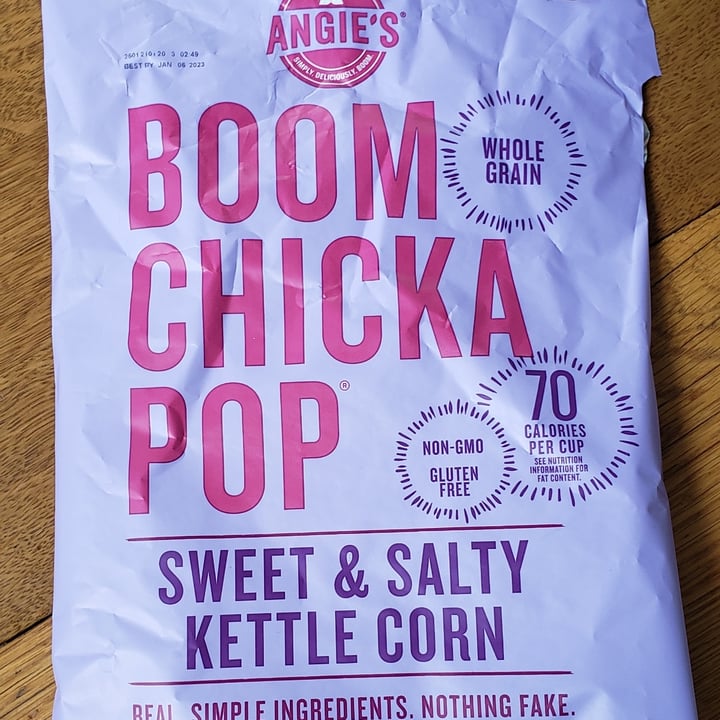 ANGIE'S®
SIMPLY. DELICIOUSLY. BOOM.
BEST BY JAN 06 2023
BOOM
CHICKA
POP®
WHOLE
GRAIN
70
CALORIES
PER CUP
SEE NUTRITION
INFORMATION FOR
FAT CONTENT.
NON-GMO
GLUTEN
FREE
SWEET & SALTY
KETTLE CORN
REAL. SIMPLE INGREDIENTS. NOTHING FAKE.